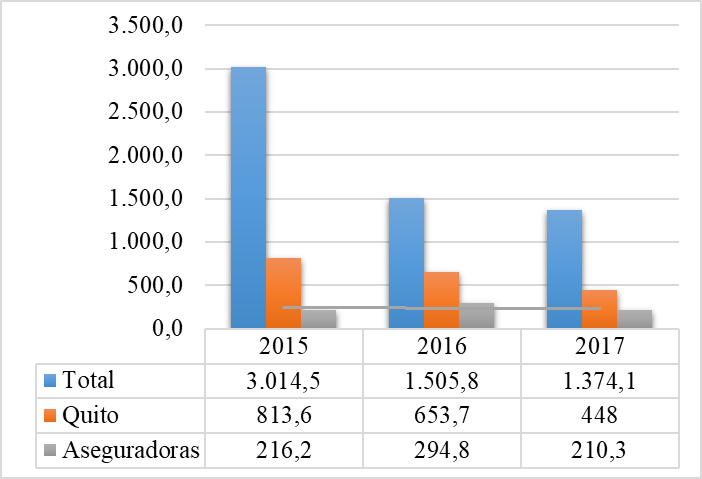 3.500,0
3.000,0
2.500,0
2.000,0
1.500,0
1.000,0
500,0
0,0
2015 2016 2017
Total 3.014,5 1.505,8 1.374,1
Quito 813,6 653,7 448
Aseguradoras 216,2 294,8 210,3